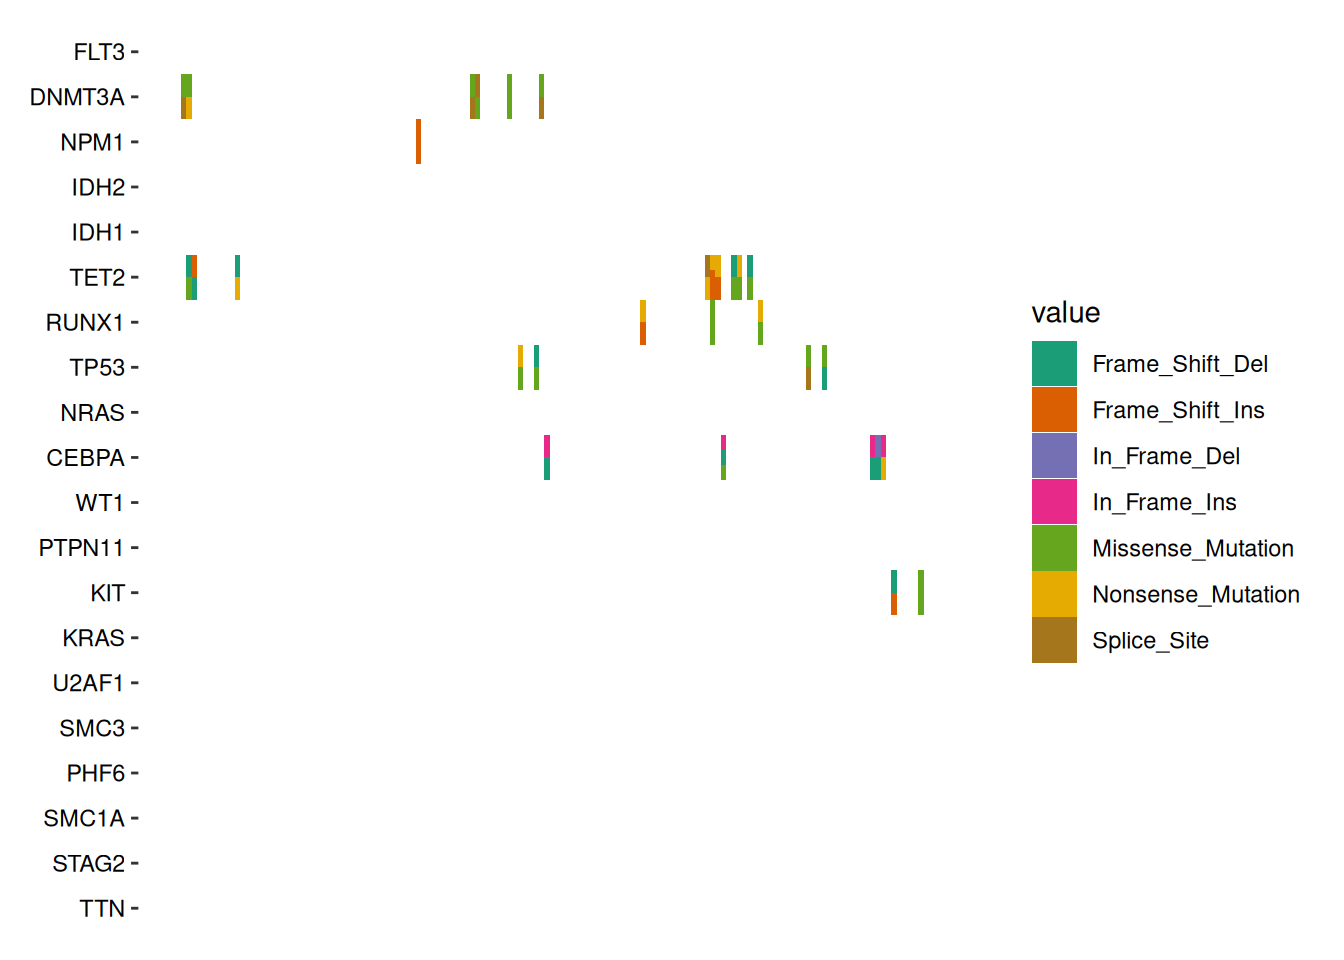 FLT3
DNMT3A
NPM1
IDH2
IDH1
TET2
RUNX1
TP53
NRAS
CEBPA
WT1
PTPN11
KIT
KRAS
U2AF1
SMC3
PHF6
SMC1A
STAG2
TTN
value
Frame_Shift_Del
Frame_Shift_Ins
In_Frame_Del
In_Frame_Ins
Missense_Mutation
Nonsense_Mutation
Splice_Site